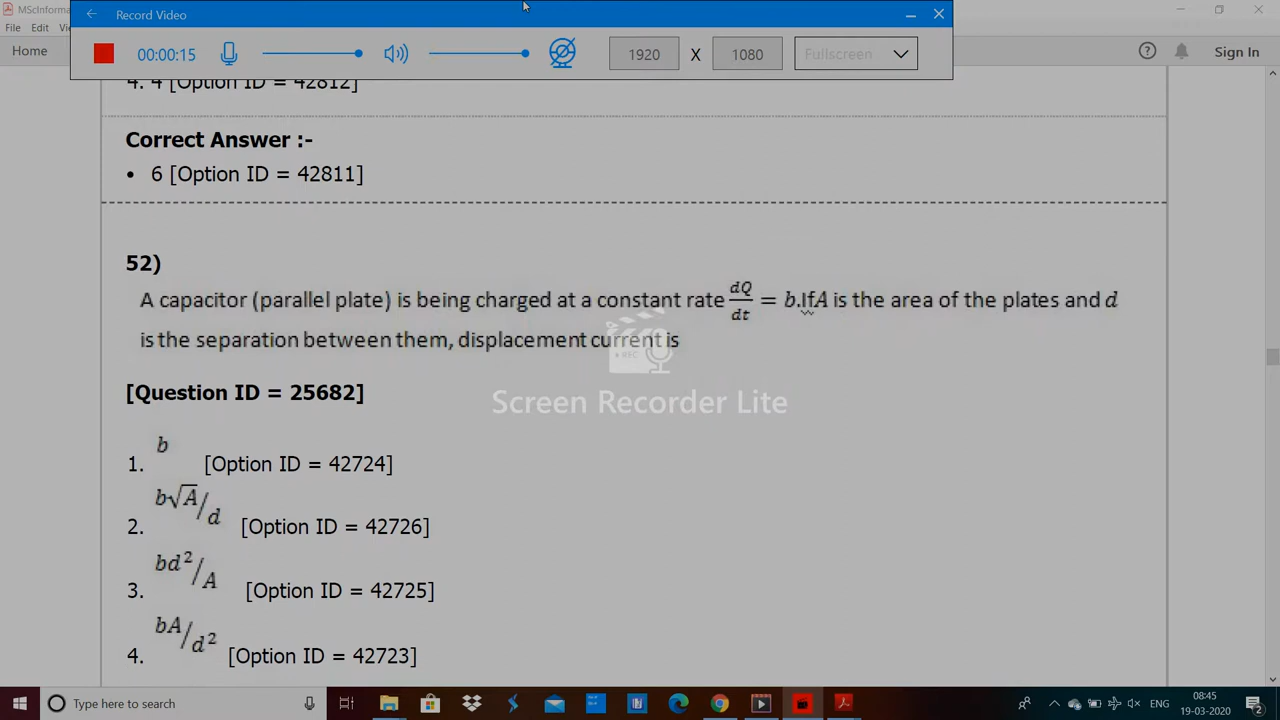 MScInforma
Record Video
File Edit Vi
00:00:15 1920 X 1080 Fullscreen
Home Sign In
4. 4 [Option ID = 42812]
Correct Answer :-
• 6 [Option ID = 42811]
52)
A capacitor (parallel plate) is being charged at a constant rate dQ/dt = b.If A is the area of the plates and d
is the separation between them, displacement current is
REC
Screen Recorder Lite
[Question ID = 25682]
1. b [Option ID = 42724]
2. b√A/d [Option ID = 42726]
3. bd²/A [Option ID = 42725]
4. bA/d² [Option ID = 42723]
Type here to search
ENG
08:45
19-03-2020
2